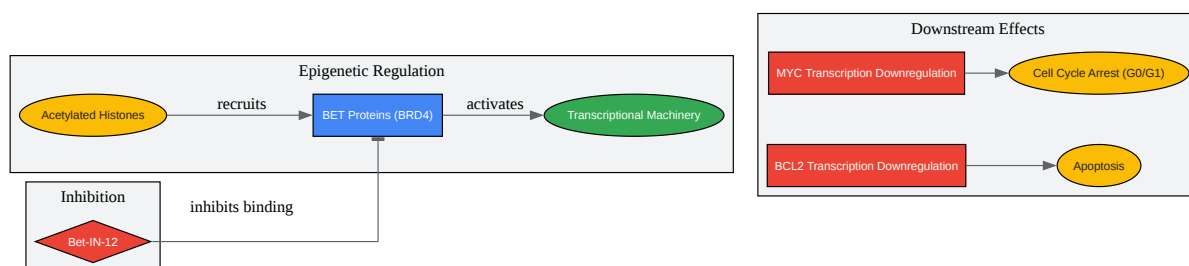 Epigenetic Regulation
Acetylated Histones
recruits
BET Proteins (BRD4)
activates
Transcriptional Machinery
Inhibition
Bet-IN-12
inhibits binding
Downstream Effects
MYC Transcription Downregulation
Cell Cycle Arrest (G0/G1)
BCL2 Transcription Downregulation
Apoptosis